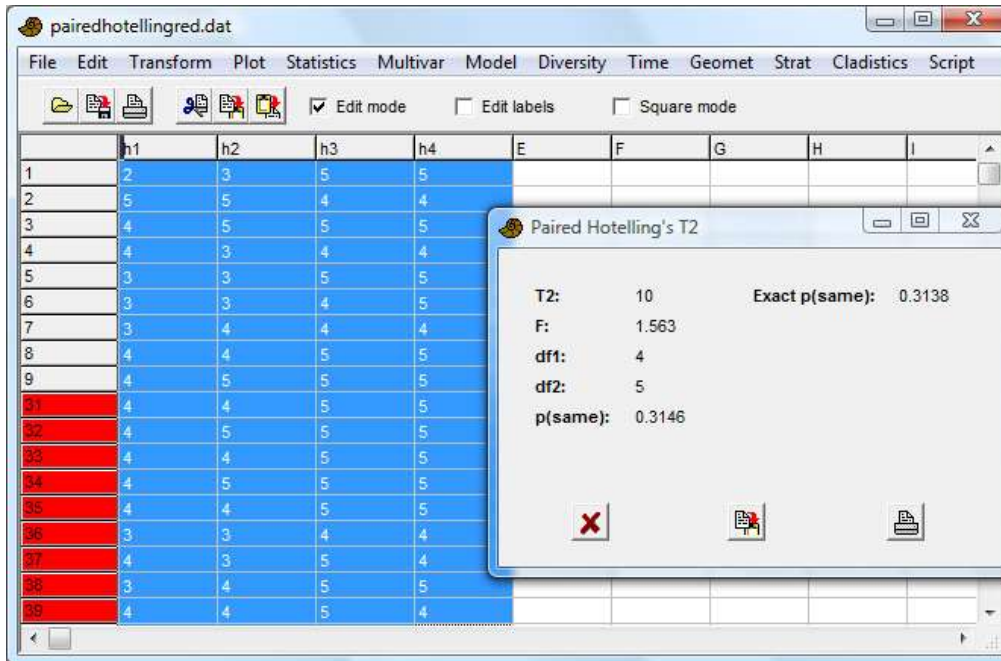 pairedhotellingred.dat
File Edit Transform Plot Statistics Multivar Model Diversity Time Geomet Strat Cladistics Script
Edit mode Edit labels Square mode
h1 h2 h3 h4 E F G H I
1 2 3 5 5
2 5 5 4 4
3 4 5 5 5
4 4 3 4 4
5 3 3 5 5
6 3 3 4 5
7 3 4 4 4
8 4 4 5 5
9 4 5 5 5
31 4 4 5 5
32 4 5 5 5
33 4 4 5 5
34 4 5 5 5
35 4 4 5 5
36 3 3 4 4
37 4 3 5 4
38 3 4 5 5
39 4 4 5 4
Paired Hotelling's T2
T2: 10 Exact p(same): 0.3138
F: 1.563
df1: 4
df2: 5
p(same): 0.3146